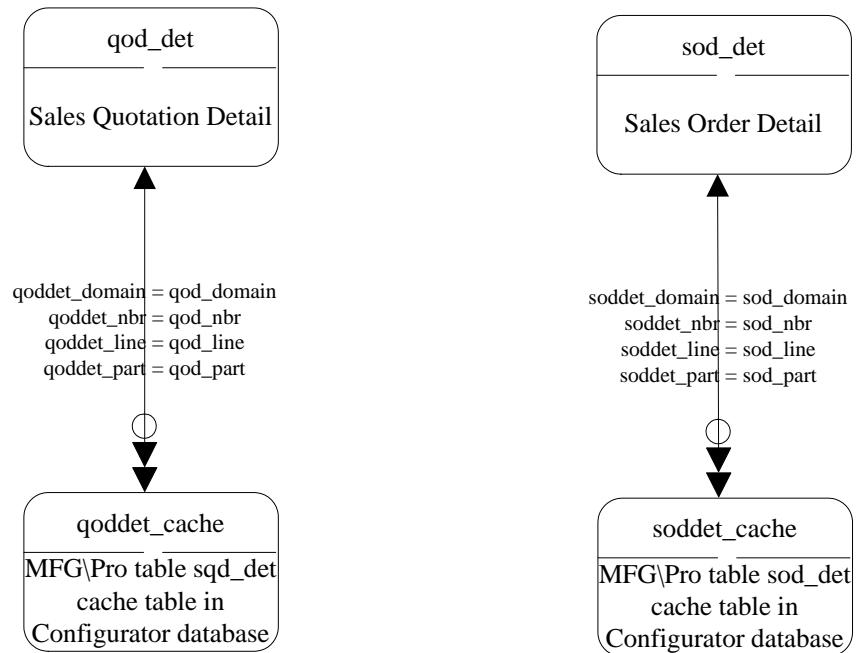 qod_det
Sales Quotation Detail
qoddet_domain = qod_domain
qoddet_nbr = qod_nbr
qoddet_line = qod_line
qoddet_part = qod_part
qoddet_cache
MFG\Pro table sqd_det
cache table in
Configurator database
sod_det
Sales Order Detail
soddet_domain = sod_domain
soddet_nbr = sod_nbr
soddet_line = sod_line
soddet_part = sod_part
soddet_cache
MFG\Pro table sod_det
cache table in
Configurator database